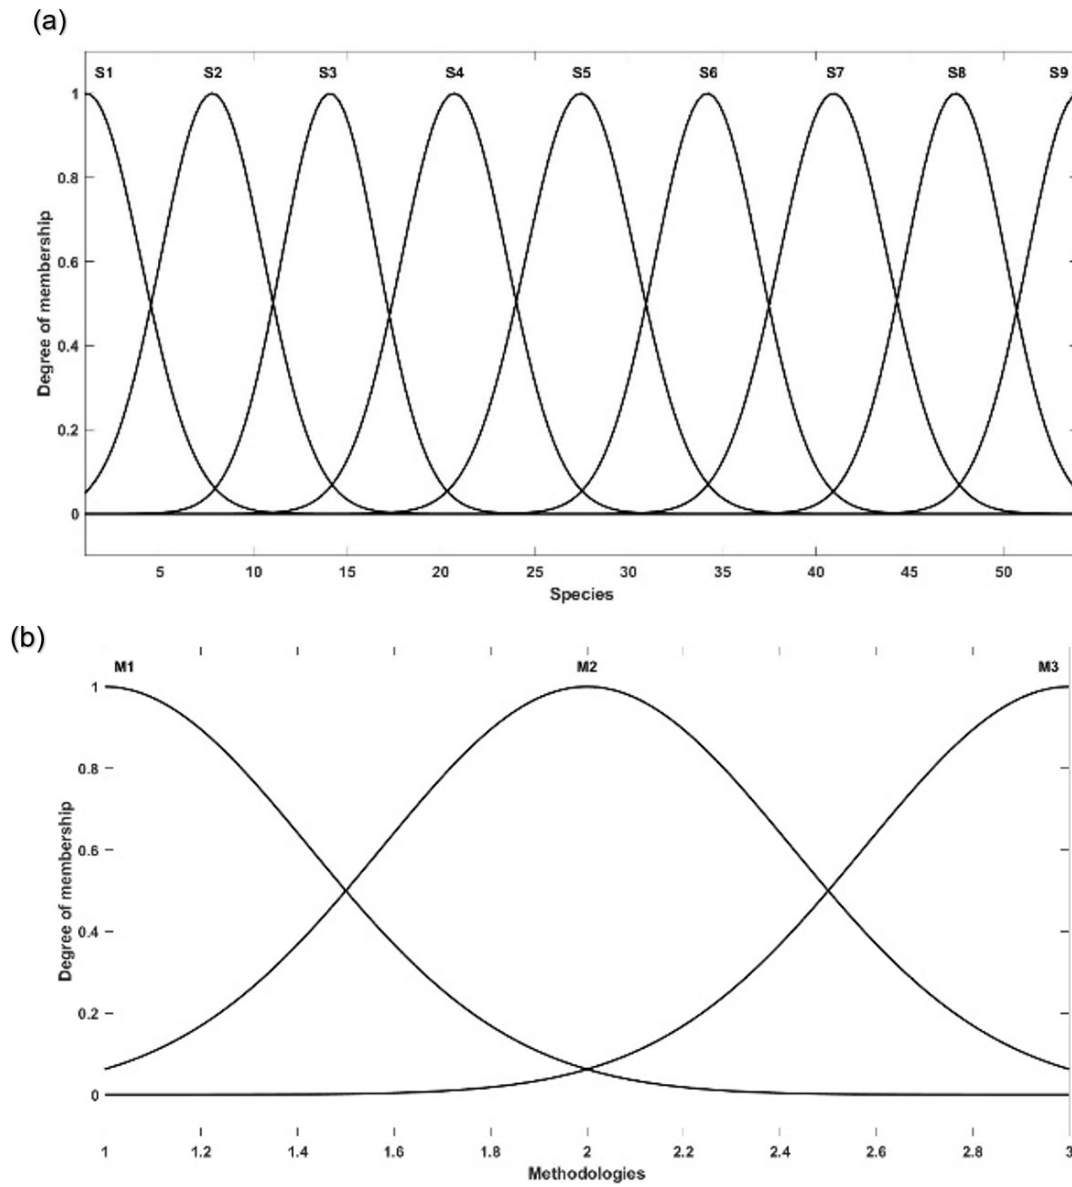 (a)
S1 S2 S3 S4 S5 S6 S7 S8 S9
1
0.8
0.6
0.4
0.2
0
Degree of membership
5 10 15 20 25 30 35 40 45 50
Species
(b)
M1 M2 M3
1
0.8
0.6
0.4
0.2
0
Degree of membership
1 1.2 1.4 1.6 1.8 2 2.2 2.4 2.6 2.8 3
Methodologies